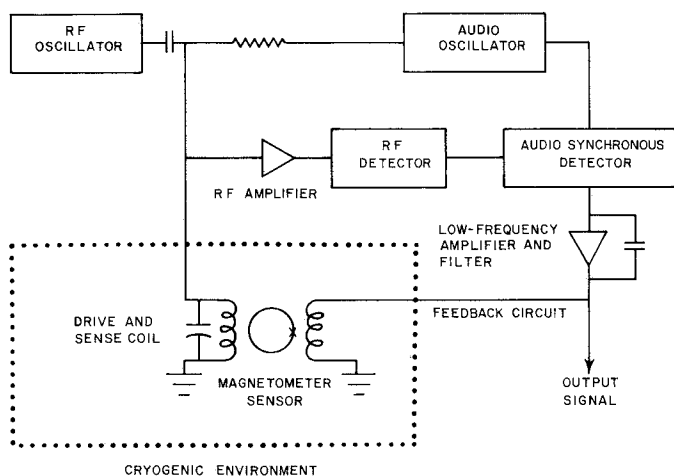 RF
OSCILLATOR
AUDIO
OSCILLATOR
RF AMPLIFIER
RF
DETECTOR
AUDIO SYNCHRONOUS
DETECTOR
LOW-FREQUENCY
AMPLIFIER AND
FILTER
DRIVE AND
SENSE COIL
MAGNETOMETER
SENSOR
FEEDBACK CIRCUIT
OUTPUT
SIGNAL
CRYOGENIC ENVIRONMENT